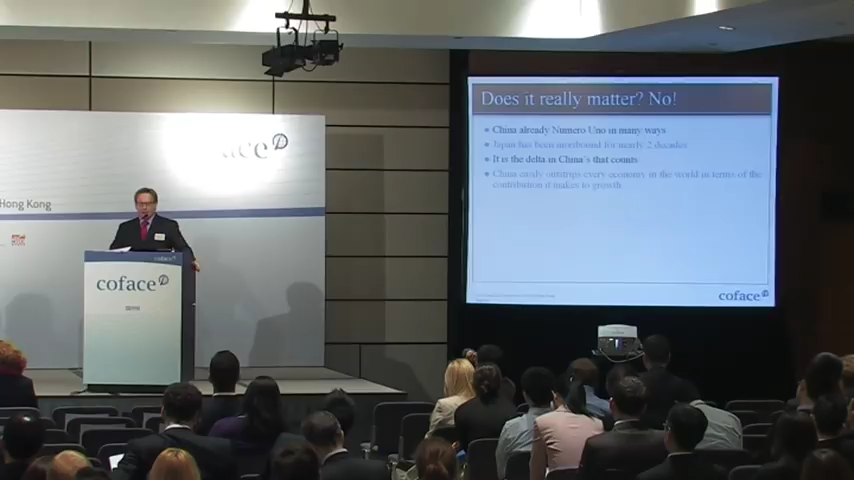 coface
Hong Kong
coface
coface
Does it really matter? No!
China already Numero Uno in many ways
Japan has been moribund for nearly 2 decades
It is the delta in China's that counts
China easily outstrips every economy in the world in terms of the
contribution it makes to growth
coface